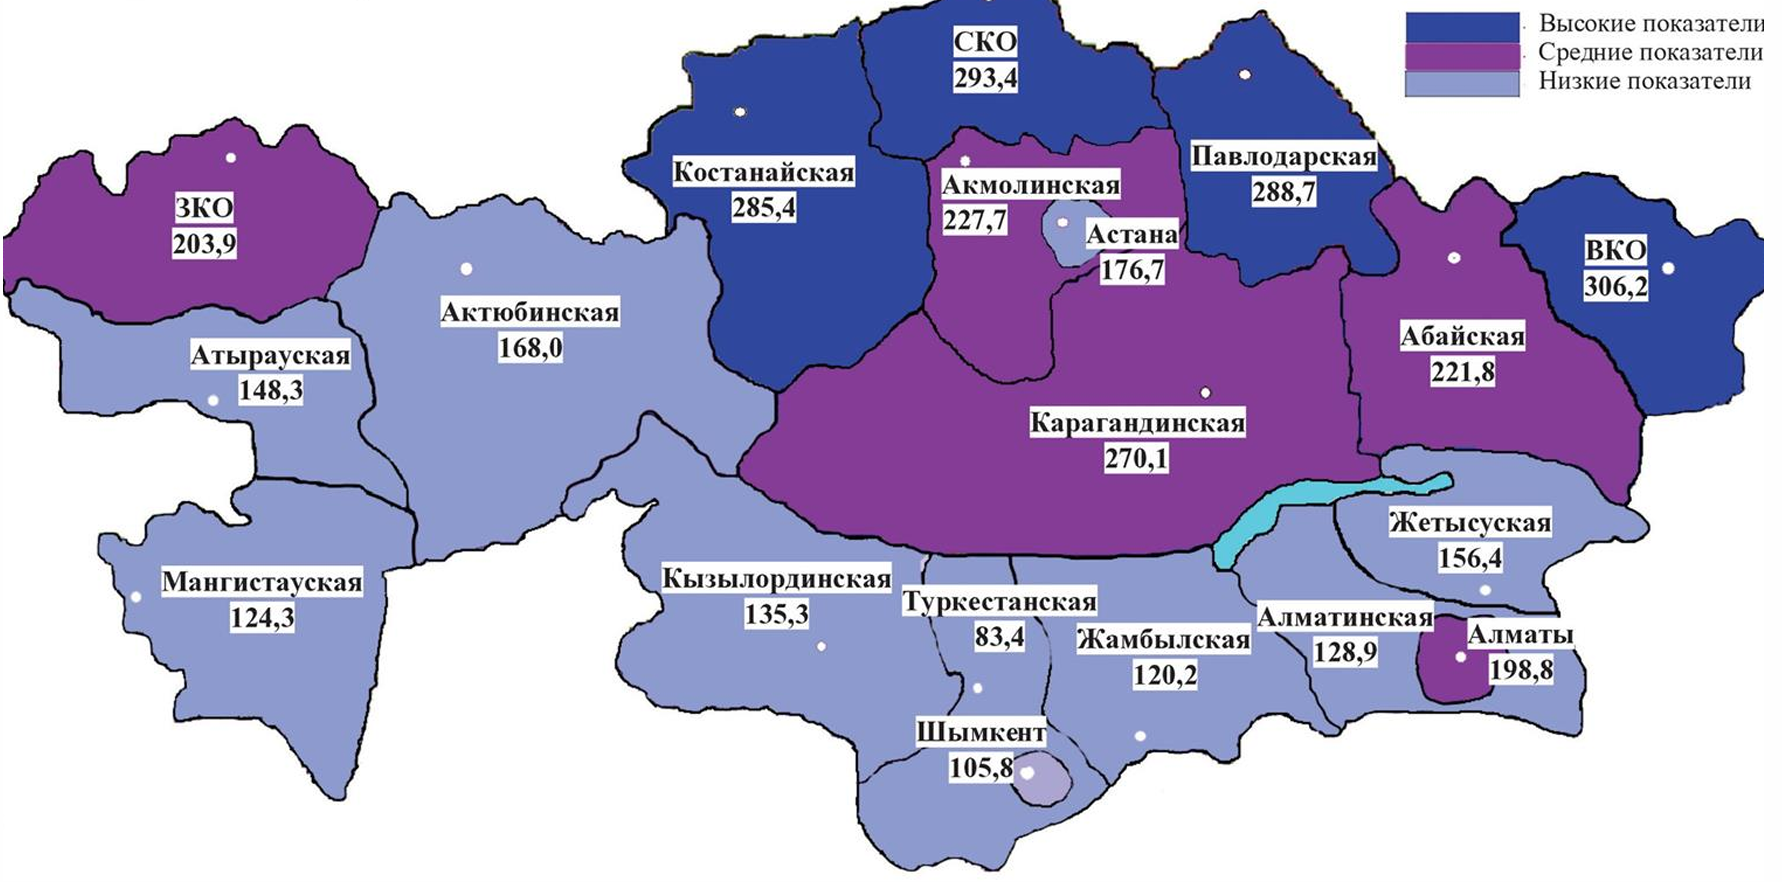 Высокие показатели
Средние показатели
Низкие показатели
СКО
293,4
Костанайская
285,4
Павлодарская
288,7
Акмолинская
227,7
Астана
176,7
ЗКО
203,9
ВКО
306,2
Актюбинская
168,0
Атырауская
148,3
Абайская
221,8
Карагандинская
270,1
Жетысуская
156,4
Мангистауская
124,3
Кызылординская
135,3
Туркестанская
83,4
Жамбылская
120,2
Алматинская
128,9
Алматы
198,8
Шымкент
105,8